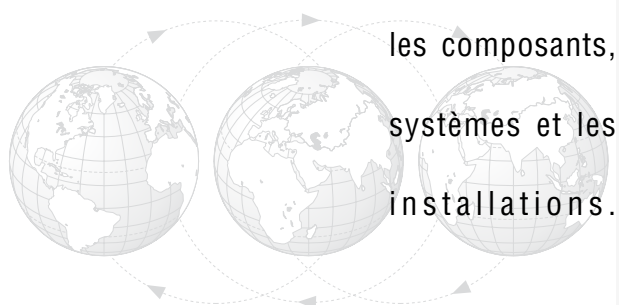 les composants,
systèmes et les
installations.